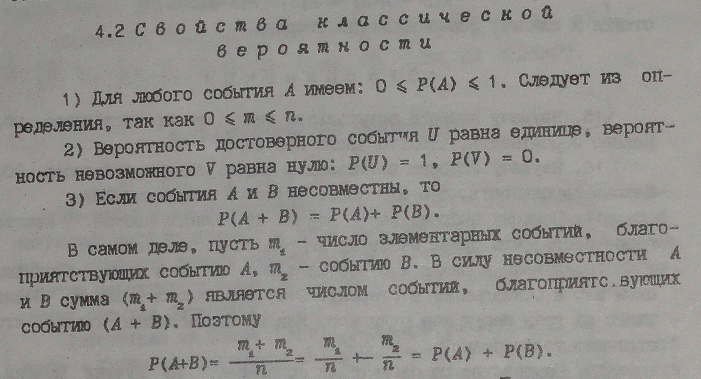 4.2 Свойства классической
вероятности
1) Для любого события A имеем: 0 ⩽ P(A) ⩽ 1. Следует из оп-
ределения, так как 0 ⩽ m ⩽ n.
2) Вероятность достоверного события U равна единице, вероят-
ность невозможного V равна нулю: P(U) = 1, P(V) = 0.
3) Если события A и B несовместны, то
P(A + B) = P(A)+ P(B).
В самом деле, пусть m₁ - число элементарных событий, благо-
приятствующих событию A, m₂ - событию B. В силу несовместности A
и B сумма (m₁+ m₂) является числом событий, благоприятс.вующих
событию (A + B). Поэтому
P(A+B)= (m₁+ m₂)/n = m₁/n + m₂/n = P(A) + P(B).